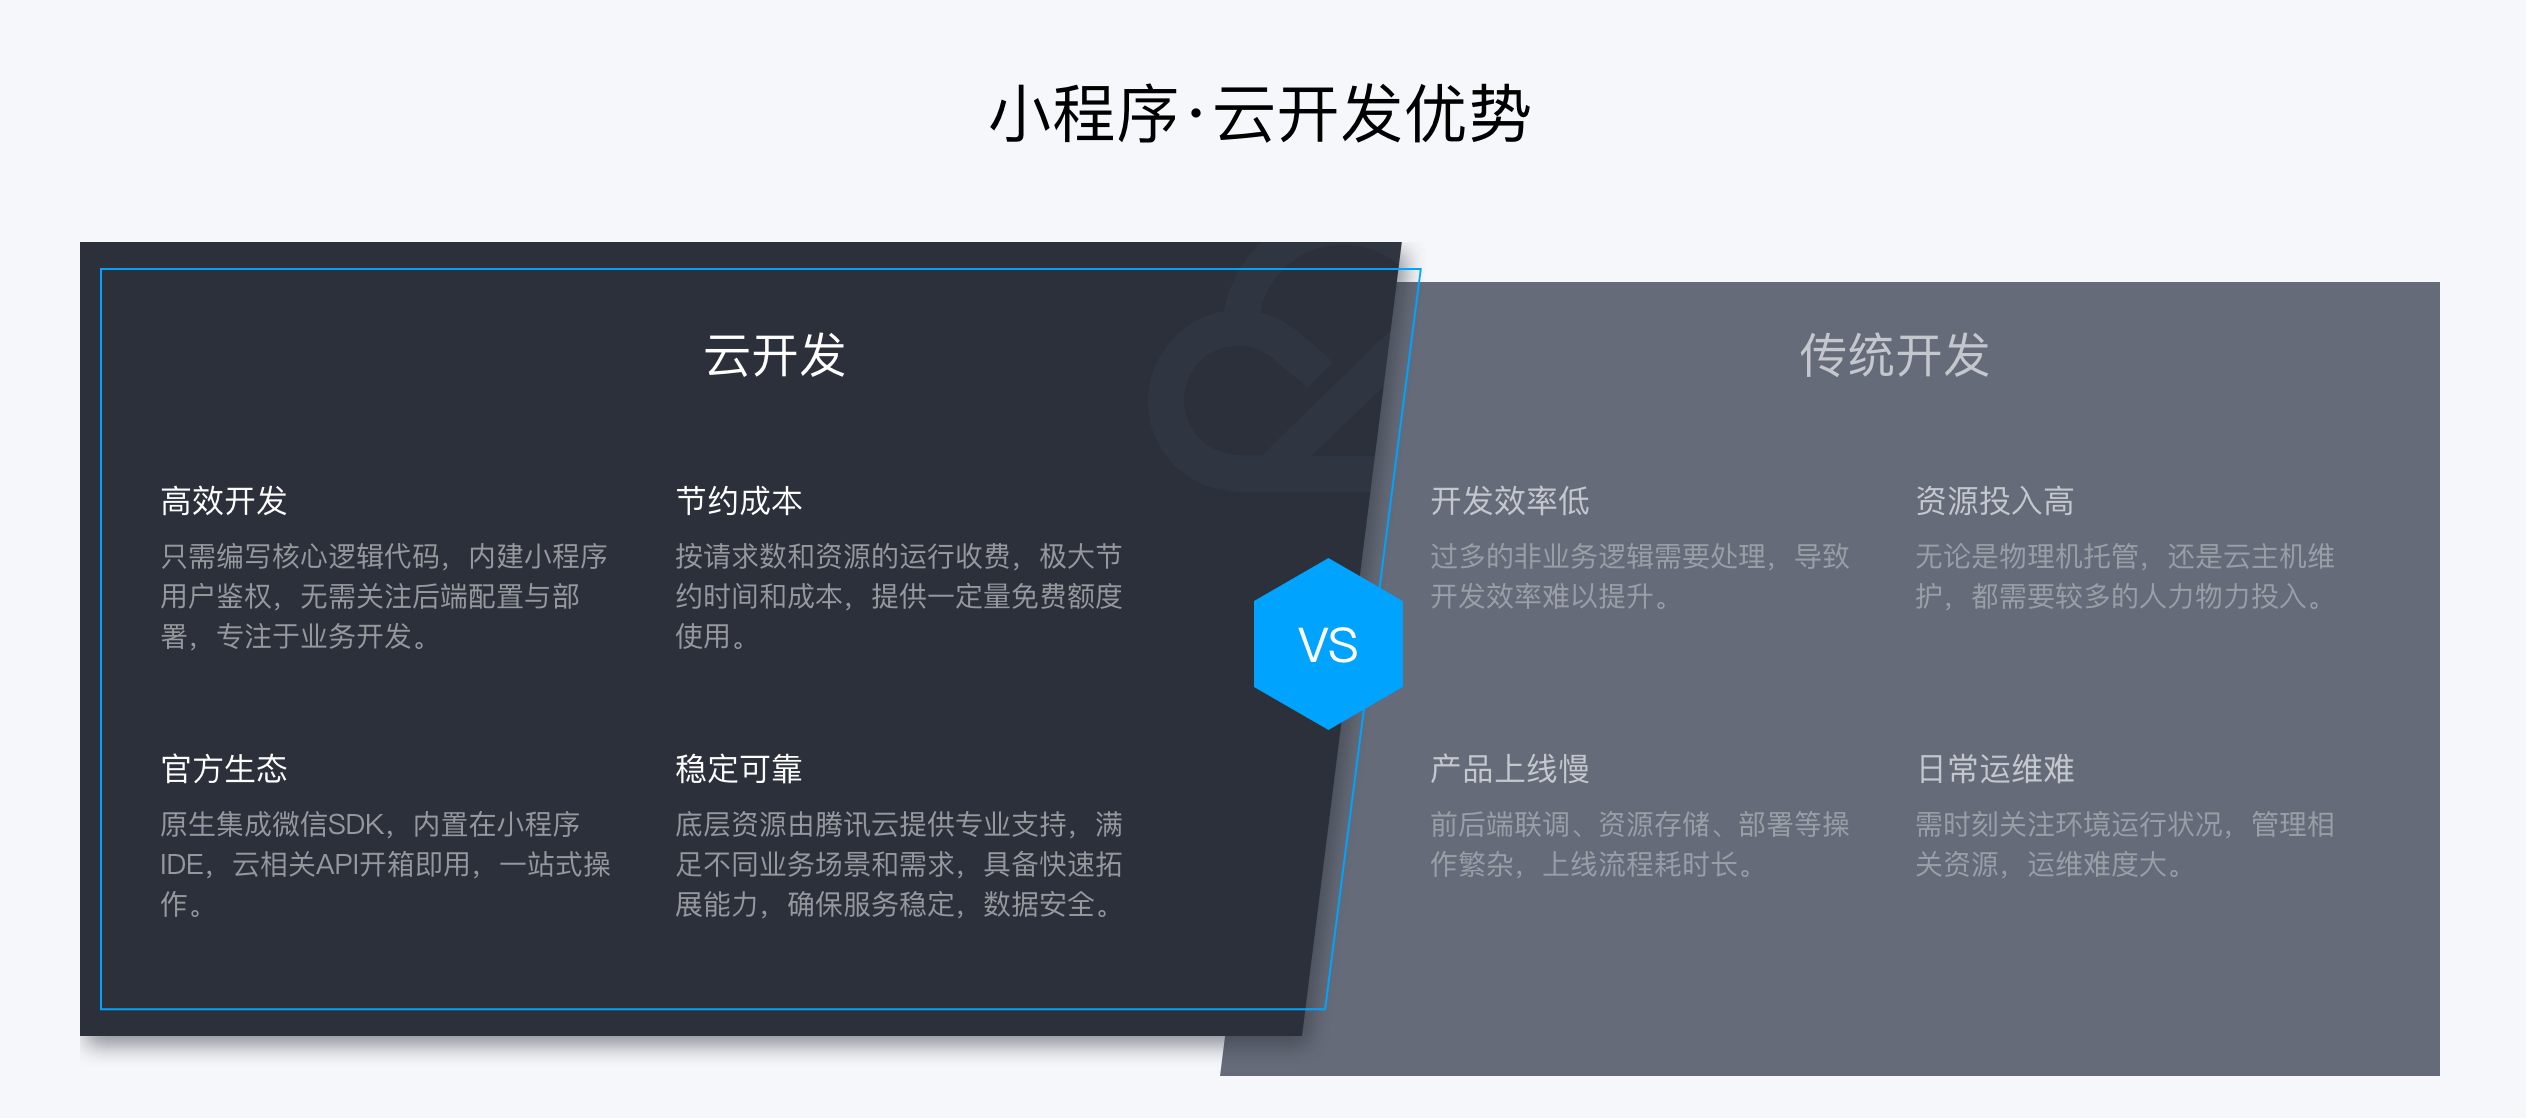 小程序·云开发优势
云开发
高效开发
只需编写核心逻辑代码，内建小程序
用户鉴权，无需关注后端配置与部
署，专注于业务开发。
节约成本
按请求数和资源的运行收费，极大节
约时间和成本，提供一定量免费额度
使用。
官方生态
原生集成微信SDK，内置在小程序
IDE，云相关API开箱即用，一站式操
作。
稳定可靠
底层资源由腾讯云提供专业支持，满
足不同业务场景和需求，具备快速拓
展能力，确保服务稳定，数据安全。
VS
传统开发
开发效率低
过多的非业务逻辑需要处理，导致
开发效率难以提升。
资源投入高
无论是物理机托管，还是云主机维
护，都需要较多的人力物力投入。
产品上线慢
前后端联调、资源存储、部署等操
作繁杂，上线流程耗时长。
日常运维难
需时刻关注环境运行状况，管理相
关资源，运维难度大。